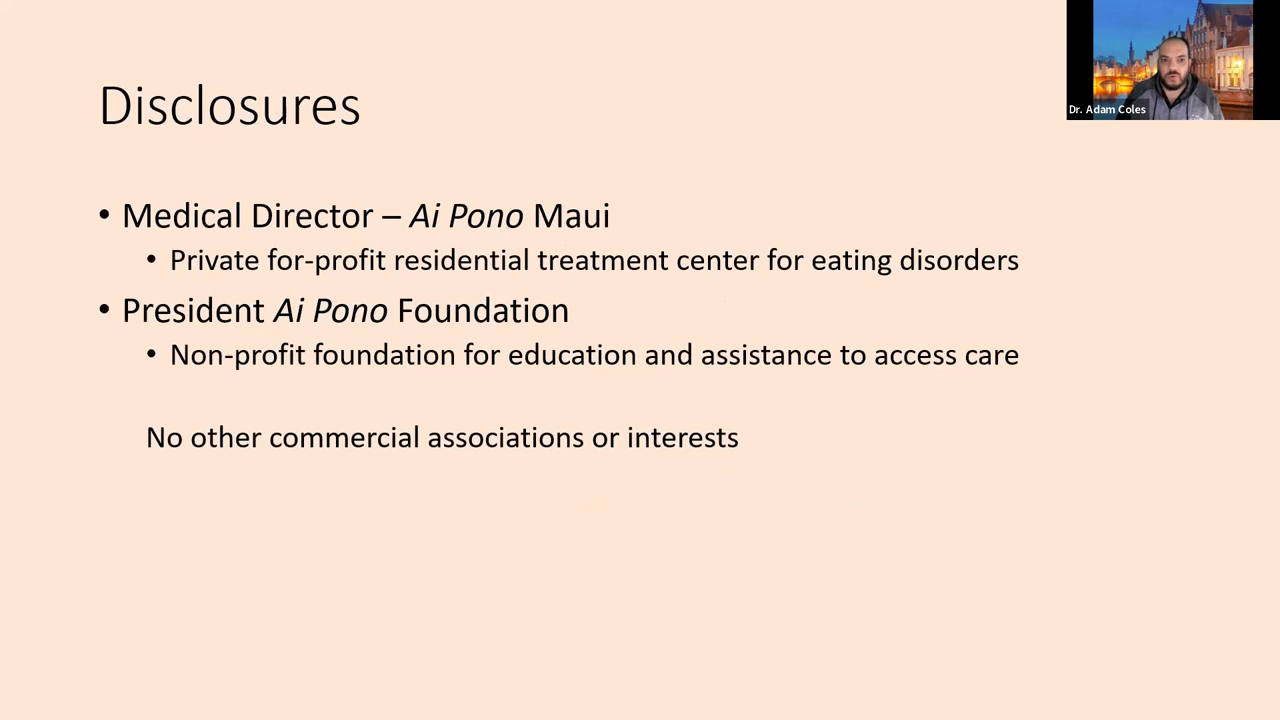 Disclosures
Dr. Adam Coles
• Medical Director – Ai Pono Maui
• Private for-profit residential treatment center for eating disorders
• President Ai Pono Foundation
• Non-profit foundation for education and assistance to access care
No other commercial associations or interests